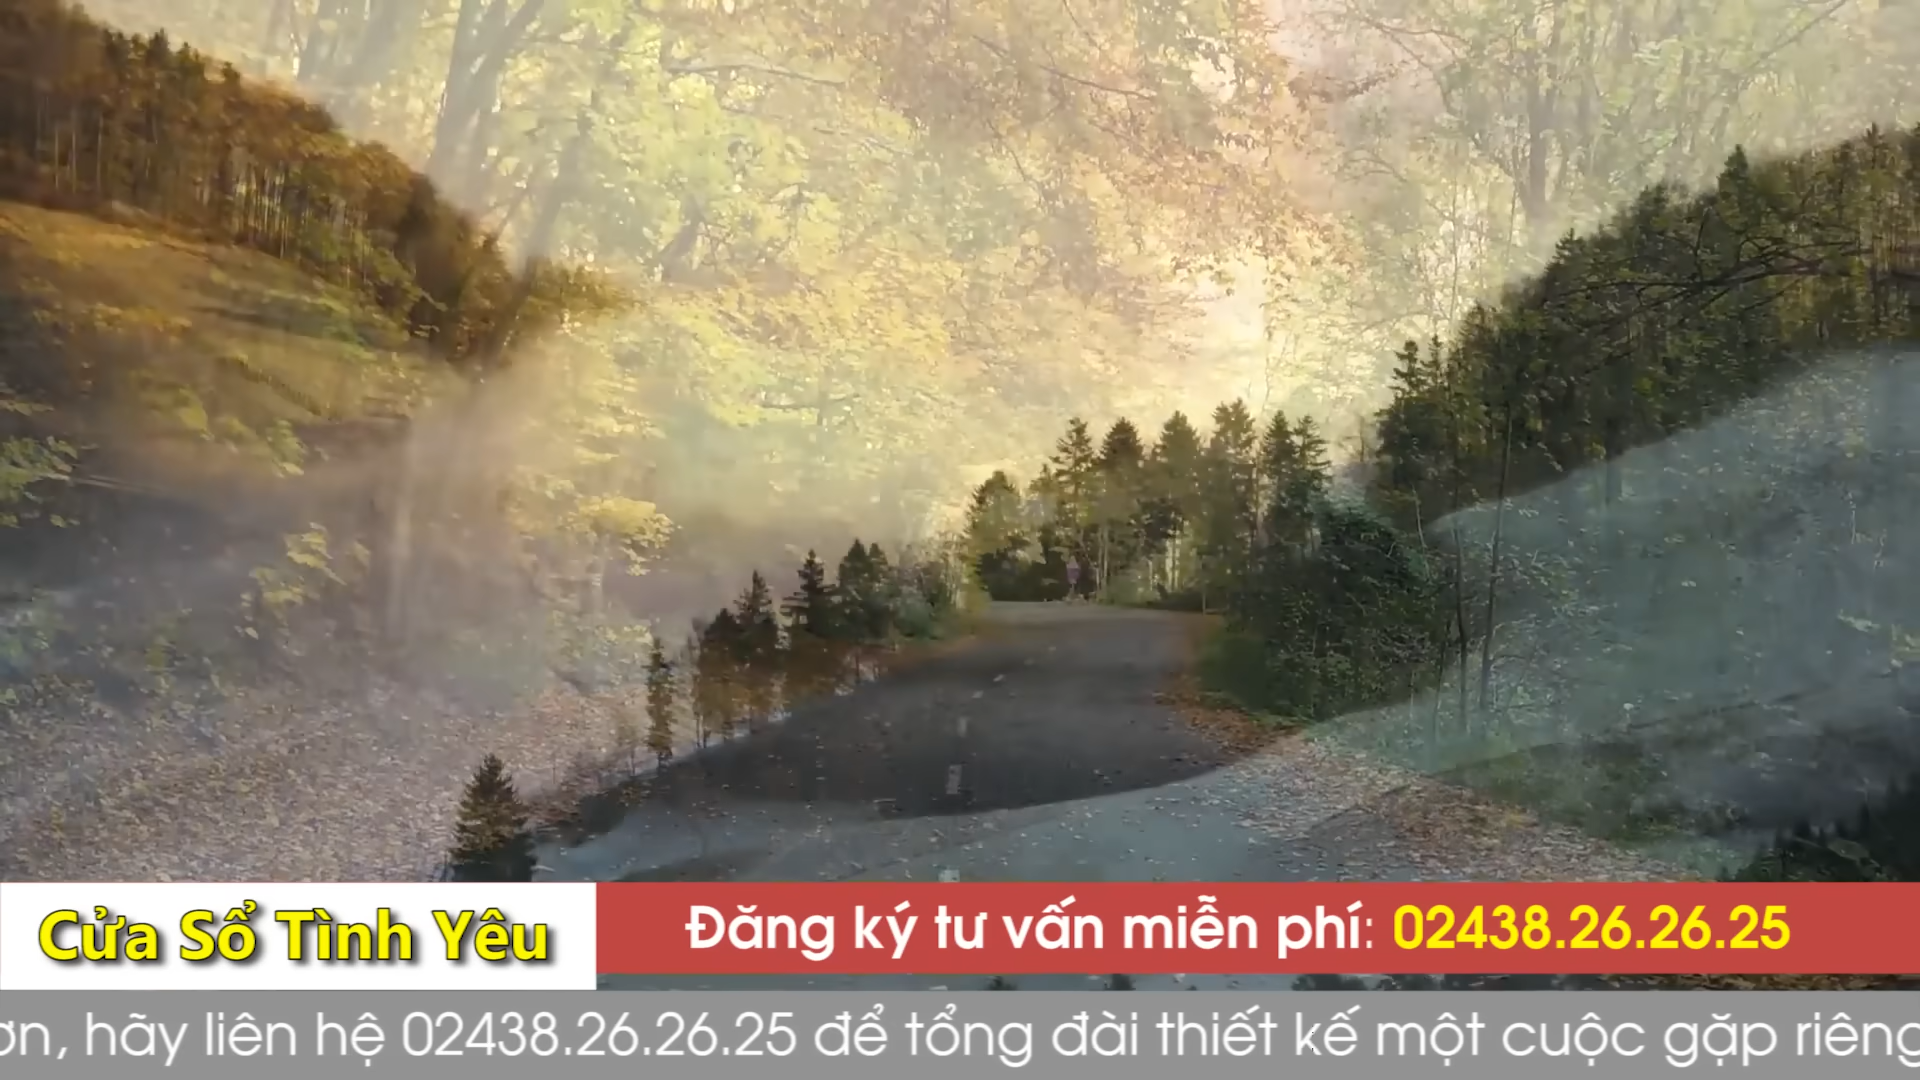 Cửa Sổ Tình Yêu
Đăng ký tư vấn miễn phí: 02438.26.26.25
ơn, hãy liên hệ 02438.26.26.25 để tổng đài thiết kế một cuộc gặp riêng